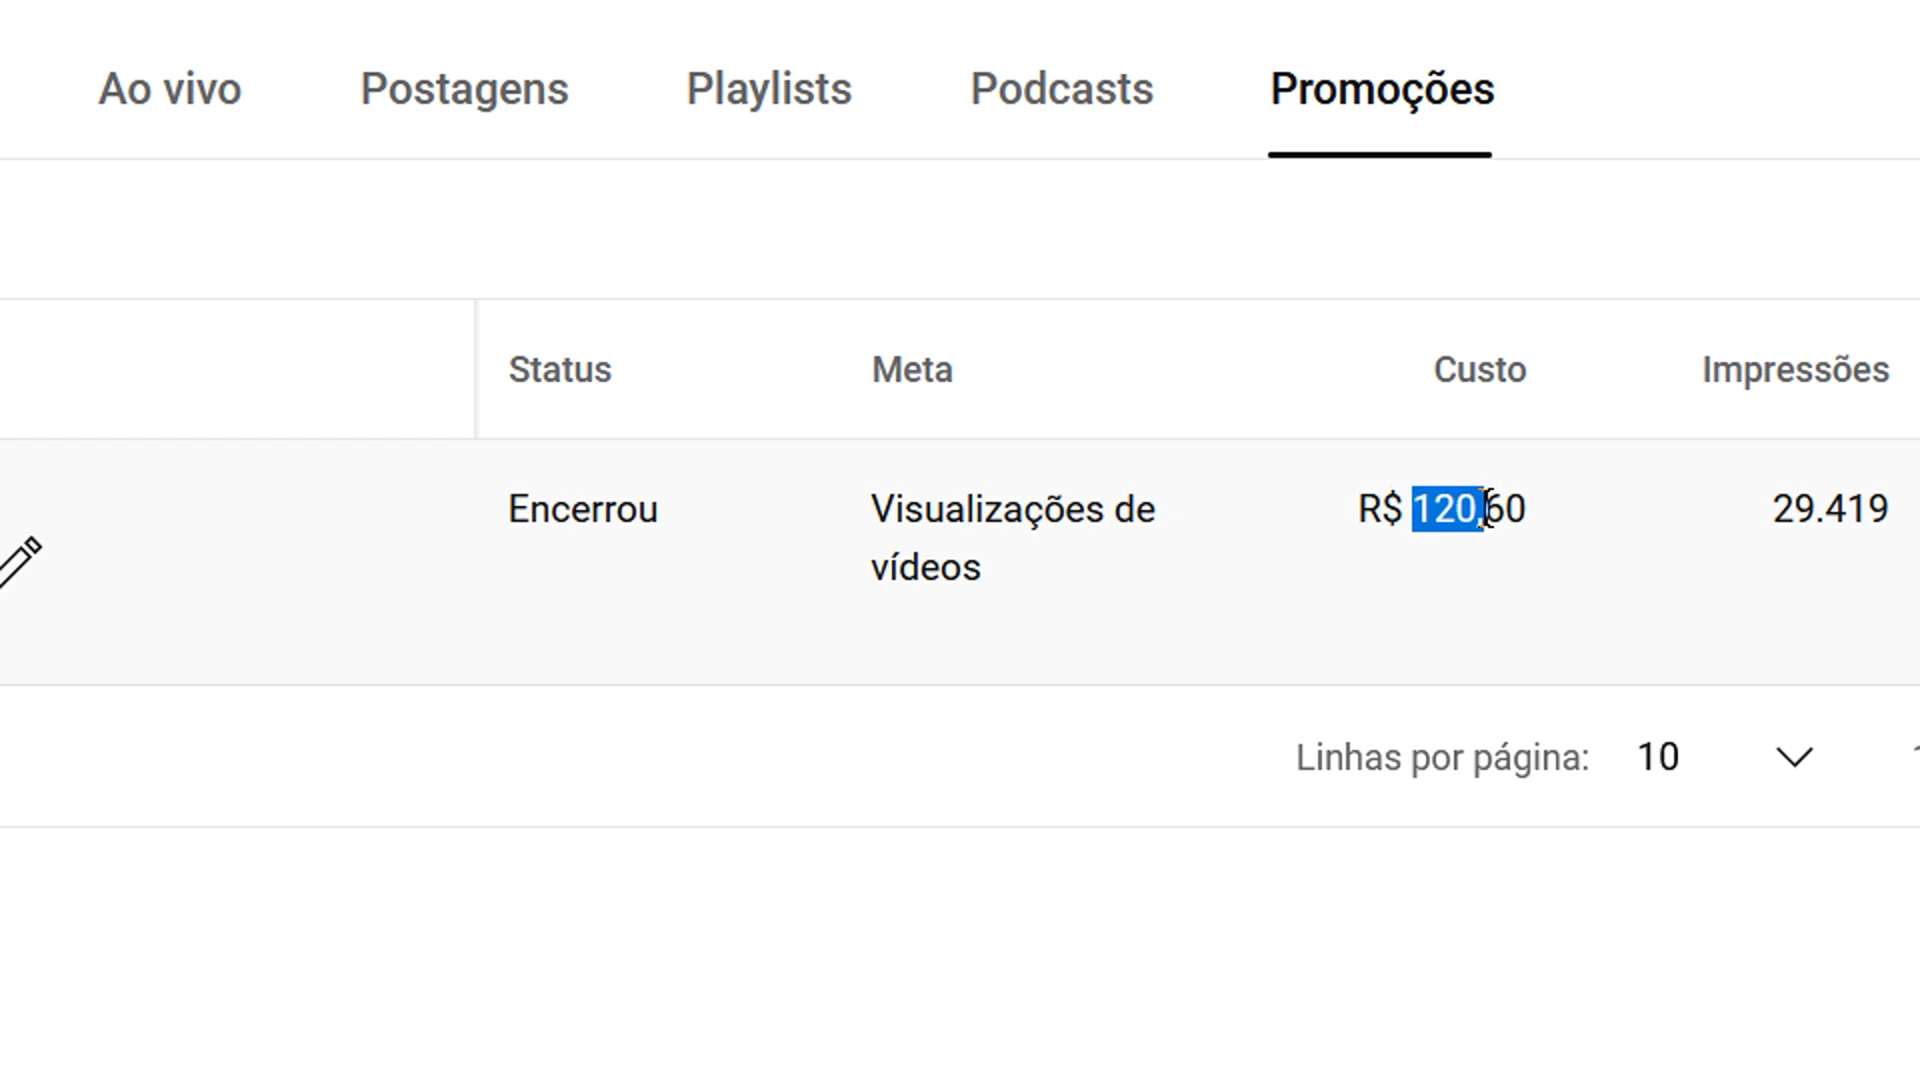 Ao vivo Postagens Playlists Podcasts Promoções
Status Meta Custo Impressões
Encerrou Visualizações de R$ 120,60 29.419
vídeos
Linhas por página: 10